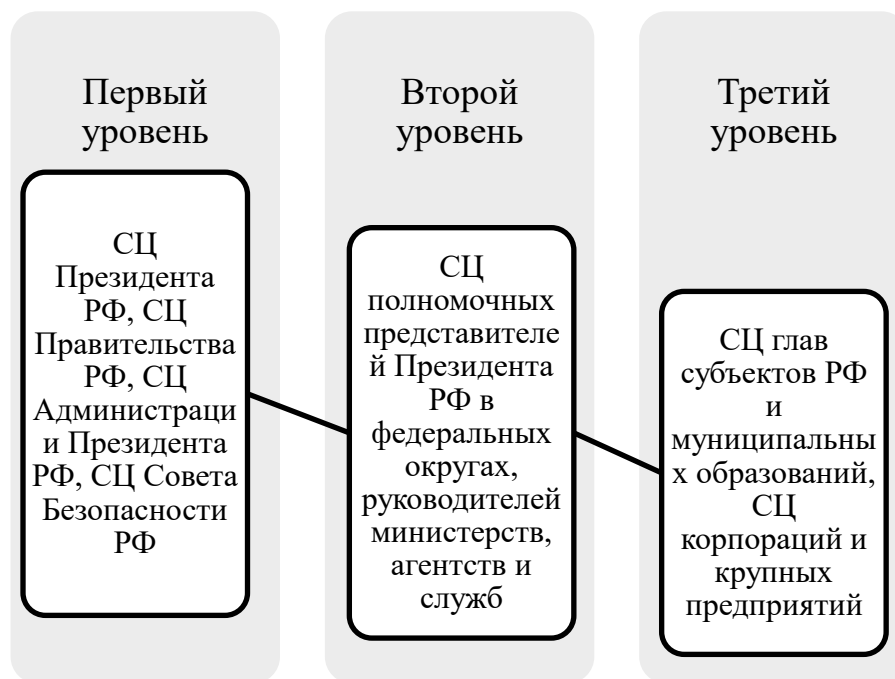 Первый
уровень
СЦ
Президента
РФ, СЦ
Правительства
РФ, СЦ
Администраци
и Президента
РФ, СЦ Совета
Безопасности
РФ
Второй
уровень
СЦ
полномочных
представителе
й Президента
РФ в
федеральных
округах,
руководителей
министерств,
агентств и
служб
Третий
уровень
СЦ глав
субъектов РФ
и
муниципальны
х образований,
СЦ
корпораций и
крупных
предприятий